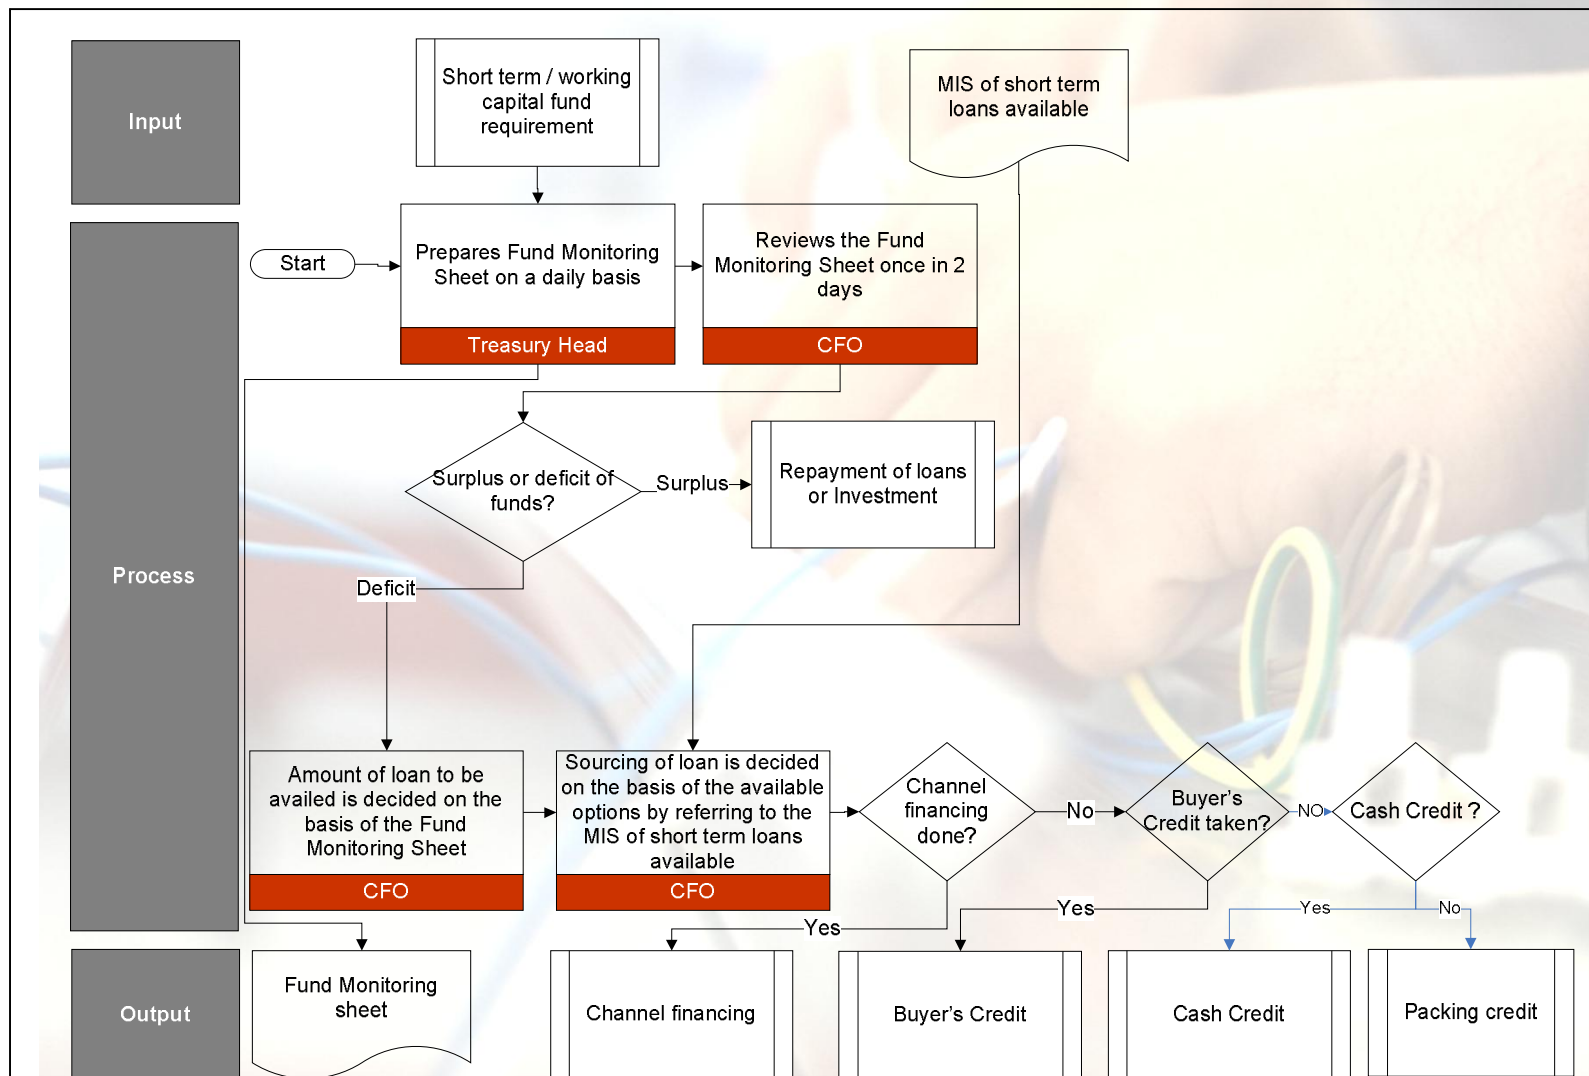 Input
Short term / working
capital fund
requirement
MIS of short term
loans available
Process
Start
Prepares Fund Monitoring
Sheet on a daily basis
Treasury Head
Reviews the Fund
Monitoring Sheet once in 2
days
CFO
Surplus or deficit of
funds?
Surplus
Repayment of loans
or Investment
Deficit
Amount of loan to be
availed is decided on the
basis of the Fund
Monitoring Sheet
CFO
Sourcing of loan is decided
on the basis of the available
options by referring to the
MIS of short term loans
available
CFO
Channel
financing
done?
No
Buyer’s
Credit taken?
NO
Cash Credit ?
Yes
Yes
Yes
No
Output
Fund Monitoring
sheet
Channel financing
Buyer’s Credit
Cash Credit
Packing credit